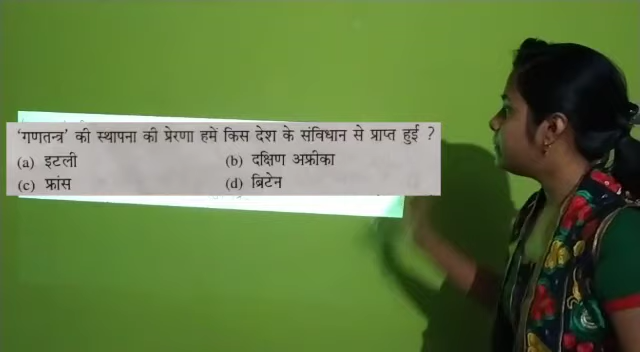 'गणतन्त्र' की स्थापना की प्रेरणा हमें किस देश के संविधान से प्राप्त हुई ?
(a) इटली (b) दक्षिण अफ्रीका
(c) फ्रांस (d) ब्रिटेन